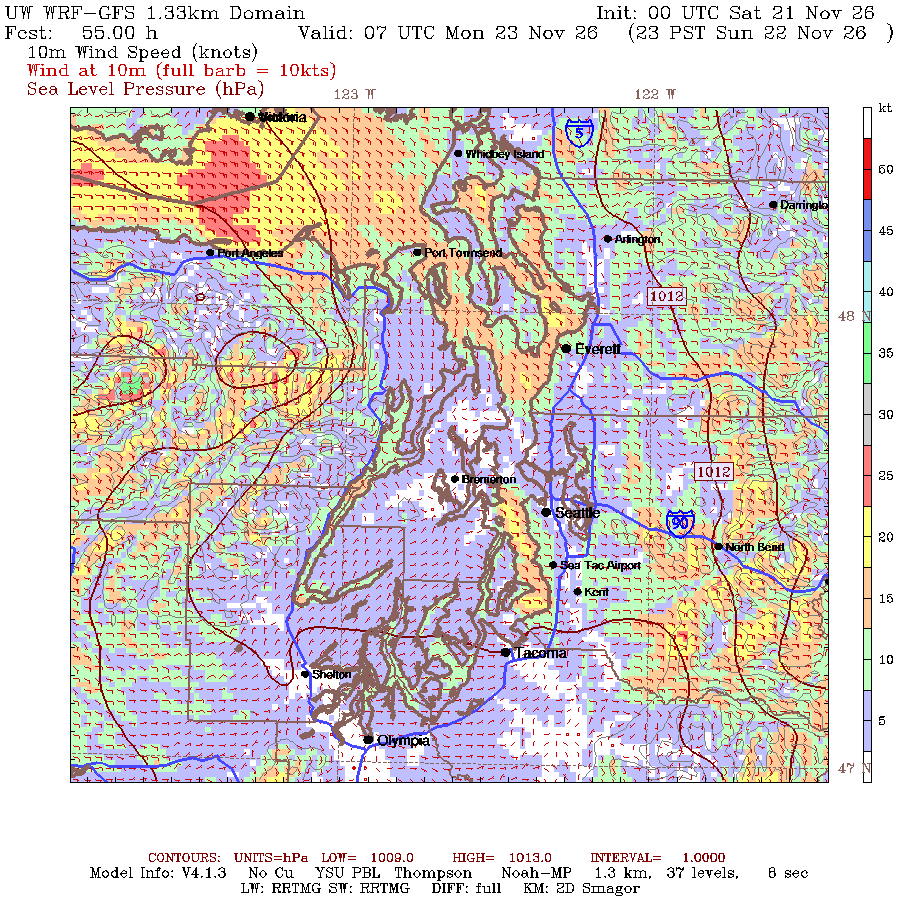 UW WRF-GFS 1.33km Domain Init: 00 UTC Sat 21 Nov 26
Fcst: 55.00 h Valid: 07 UTC Mon 23 Nov 26 (23 PST Sun 22 Nov 26 )
10m Wind Speed (knots)
Wind at 10m (full barb = 10kts)
Sea Level Pressure (hPa)
123 W 122 W
kt
Victoria
5
Whidbey Island
60
Darringto
45
Arlington
Port Angeles
Port Townsend
40
1012
48 N
Everett
35
30
1012
25
Bremerton
Seattle
90
20
North Bend
Sea Tac Airport
Kent
15
Tacoma
10
Shelton
5
Olympia
47 N
CONTOURS: UNITS=hPa LOW= 1009.0 HIGH= 1013.0 INTERVAL= 1.0000
Model Info: V4.1.3 No Cu YSU PBL Thompson Noah-MP 1.3 km, 37 levels, 8 sec
LW: RRTMG SW: RRTMG DIFF: full KM: 2D Smagor